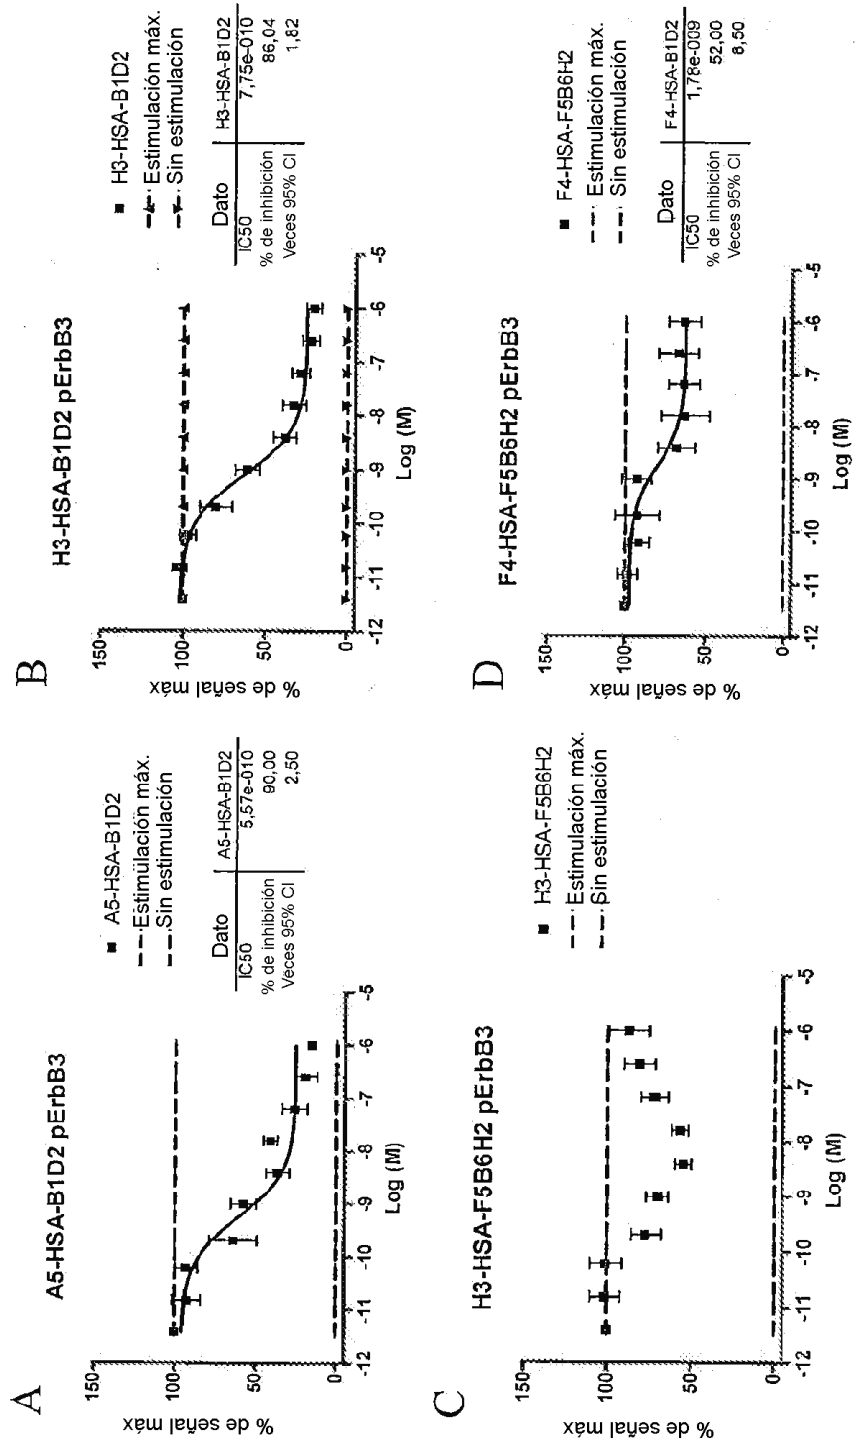 A
A5-HSA-B1D2 pErbB3
% de señal máx
150
100
50
0
-12
-11
-10
-9
-8
-7
-6
-5
Log (M)
A5-HSA-B1D2
Estimulación máx.
Sin estimulación
Dato A5-HSA-B1D2
IC50 5,57e-010
% de inhibición 90,00
Veces 95% CI 2,50
B
H3-HSA-B1D2 pErbB3
% de señal máx
150
100
50
0
-12
-11
-10
-9
-8
-7
-6
-5
Log (M)
H3-HSA-B1D2
Estimulación máx.
Sin estimulación
Dato H3-HSA-B1D2
IC50 7,75e-010
% de inhibición 86,04
Veces 95% CI 1,82
C
H3-HSA-F5B6H2 pErbB3
% de señal máx
150
100
50
0
-12
-11
-10
-9
-8
-7
-6
-5
Log (M)
H3-HSA-F5B6H2
Estimulación máx.
Sin estimulación
D
F4-HSA-F5B6H2 pErbB3
% de señal máx
150
100
50
0
-12
-11
-10
-9
-8
-7
-6
-5
Log (M)
F4-HSA-F5B6H2
Estimulación máx.
Sin estimulación
Dato F4-HSA-B1D2
IC50 1,78e-009
% de inhibición 52,00
Veces 95% CI 8,50